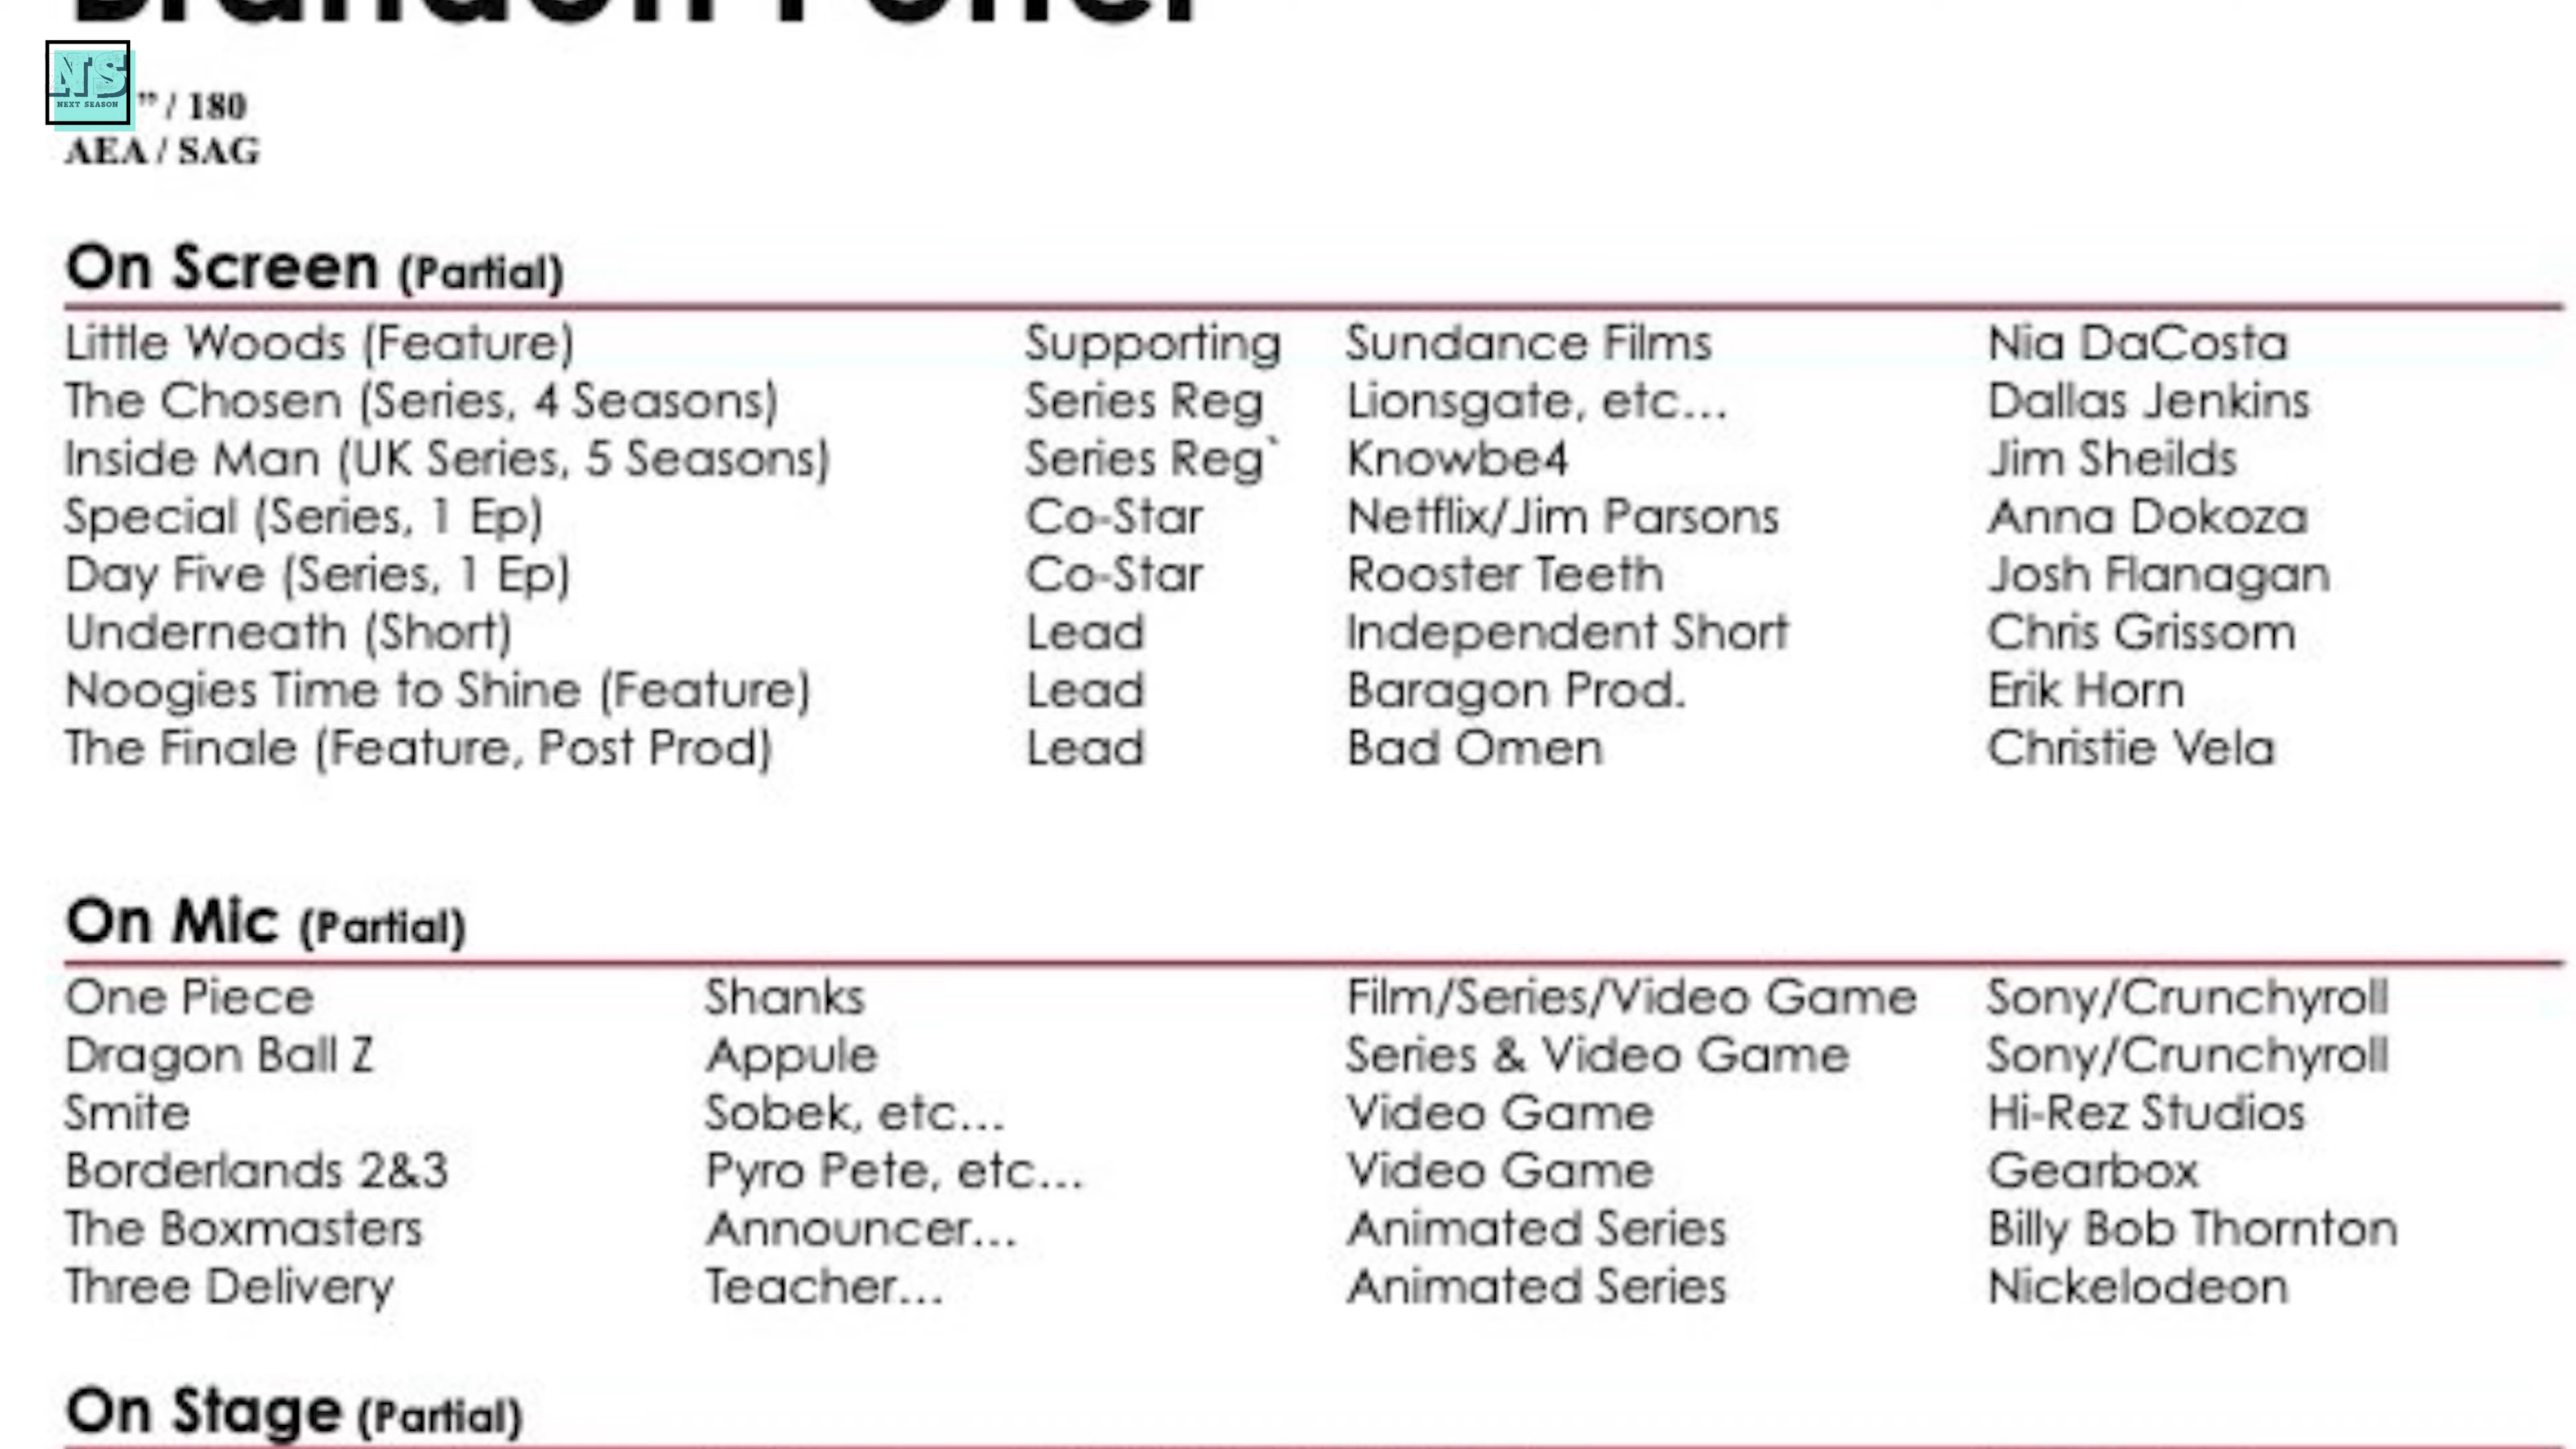 Brandon Potter
NS
NEXT SEASON
” / 180
AEA / SAG
On Screen (Partial)
Little Woods (Feature) Supporting Sundance Films Nia DaCosta
The Chosen (Series, 4 Seasons) Series Reg Lionsgate, etc...
Dallas Jenkins
Inside Man (UK Series, 5 Seasons) Series Reg` Knowbe4 Jim Sheilds
Special (Series, 1 Ep) Co-Star Netflix/Jim Parsons Anna Dokoza
Day Five (Series, 1 Ep) Co-Star Rooster Teeth Josh Flanagan
Underneath (Short) Lead Independent Short Chris Grissom
Noogies Time to Shine (Feature) Lead Baragon Prod. Erik Horn
The Finale (Feature, Post Prod) Lead Bad Omen Christie Vela
On Mic (Partial)
One Piece Shanks Film/Series/Video Game Sony/Crunchyroll
Dragon Ball Z Appule Series & Video Game Sony/Crunchyroll
Smite Sobek, etc... Video Game Hi-Rez Studios
Borderlands 2&3 Pyro Pete, etc... Video Game Gearbox
The Boxmasters Announcer... Animated Series Billy Bob Thornton
Three Delivery Teacher... Animated Series Nickelodeon
On Stage (Partial)